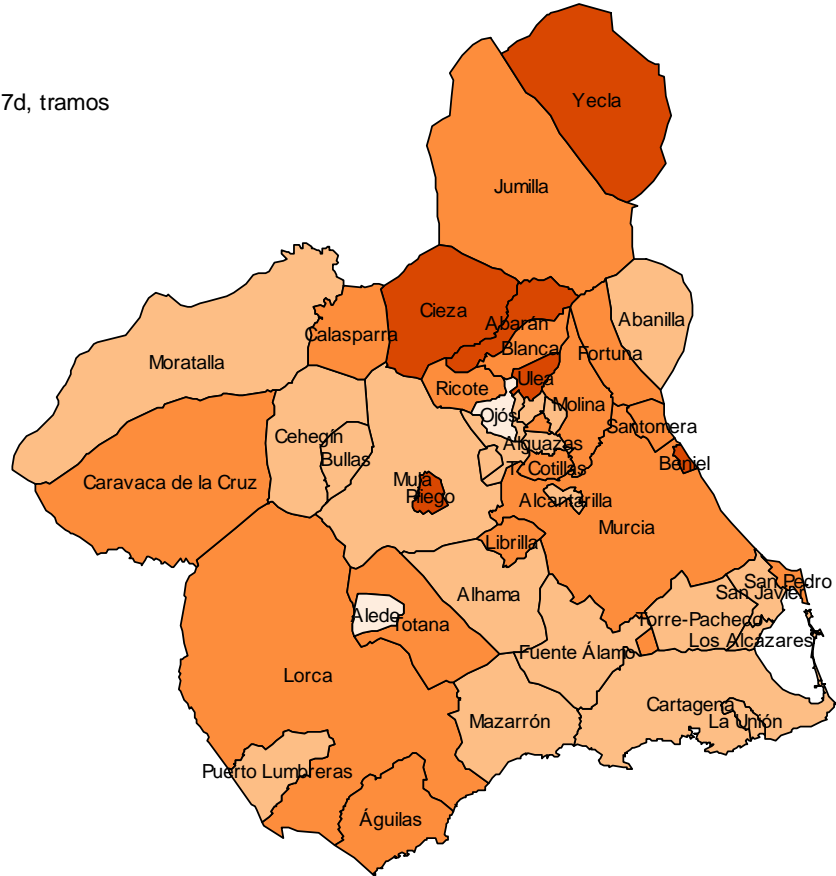 Yecla
7d, tramos
Jumilla
Cieza
Abanilla
Abarán
Calasparra
Blanca
Fortuna
Moratalla
Ulea
Ricote
Molina
Ojós
Santomera
Cehegín
Alguazas
Bullas
Beniel
T. Cotillas
Caravaca de la Cruz
Mula
Pliego
Alcantarilla
Murcia
Librilla
San Pedro
Alhama
San Javier
Aledo
Totana
Torre-Pacheco
Los Alcázares
Fuente Álamo
Lorca
Cartagena
Mazarrón
La Unión
Puerto Lumbreras
Águilas